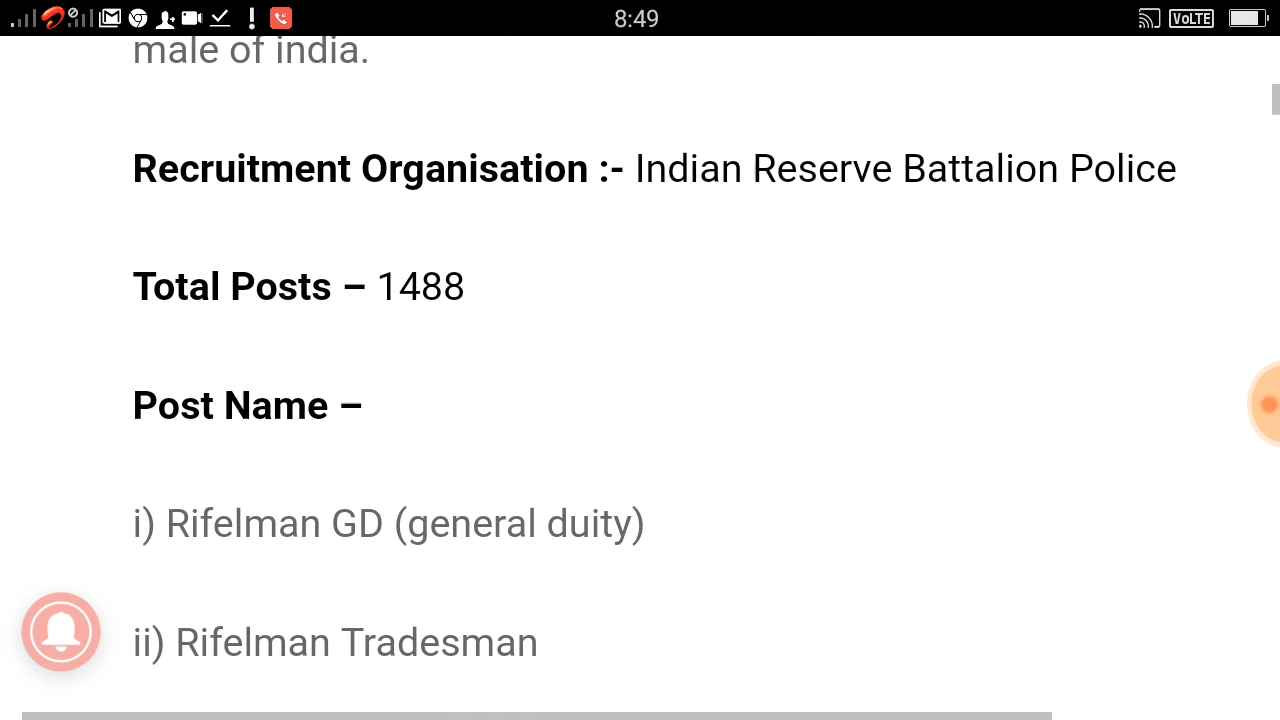 8:49
VoLTE
male of india.
Recruitment Organisation :- Indian Reserve Battalion Police
Total Posts – 1488
Post Name –
i) Rifelman GD (general duity)
ii) Rifelman Tradesman